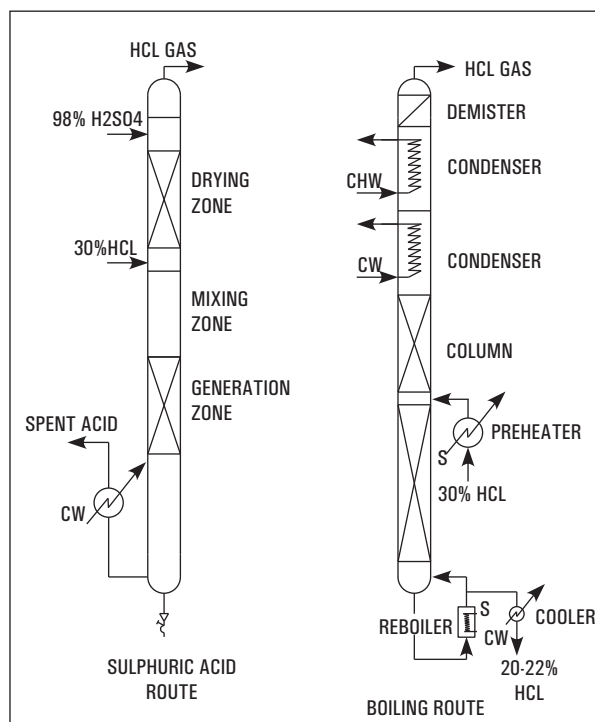 HCL GAS
98% H2SO4
DRYING
ZONE
30%HCL
MIXING
ZONE
GENERATION
ZONE
SPENT ACID
CW
SULPHURIC ACID
ROUTE
HCL GAS
DEMISTER
CONDENSER
CHW
CONDENSER
CW
COLUMN
PREHEATER
S
30% HCL
S
REBOILER
COOLER
CW
20-22%
HCL
BOILING ROUTE